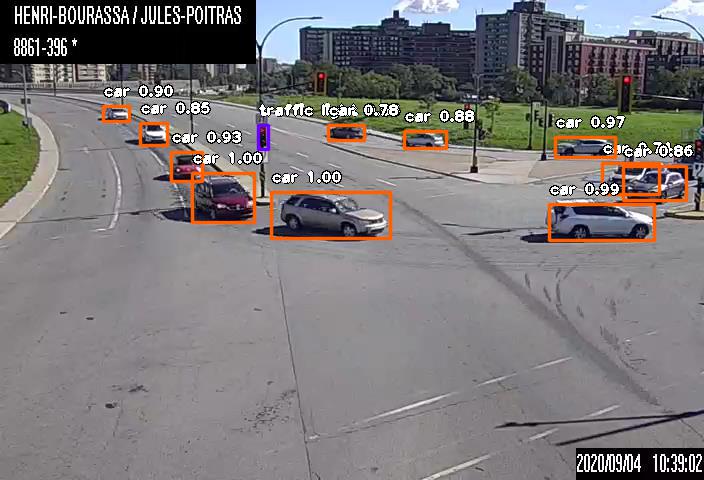 HENRI-BOURASSA / JULES-POITRAS
8861-396 *
car 0.90
car 0.85
traffic
car 0.78
car 0.88
car 0.93
car 0.97
0.86
car 1.00
car 1.00
car 0.99
2020/09/04 10:39:02